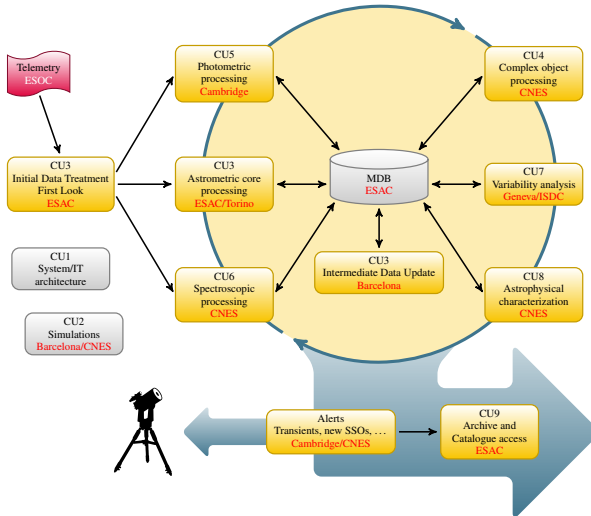 Telemetry
ESOC
CU5
Photometric
processing
Cambridge
CU4
Complex object
processing
CNES
CU3
Initial Data Treatment
First Look
ESAC
CU3
Astrometric core
processing
ESAC/Torino
MDB
ESAC
CU7
Variability analysis
Geneva/ISDC
CU1
System/IT
architecture
CU6
Spectroscopic
processing
CNES
CU3
Intermediate Data Update
Barcelona
CU8
Astrophysical
characterization
CNES
CU2
Simulations
Barcelona/CNES
Alerts
Transients, new SSOs, …
Cambridge/CNES
CU9
Archive and
Catalogue access
ESAC